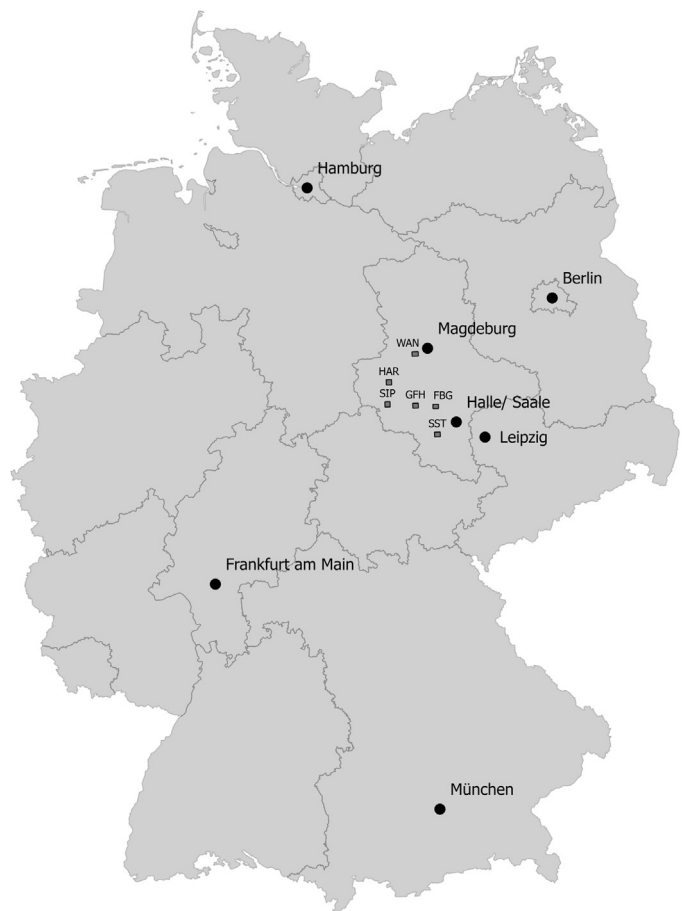 Hamburg
Berlin
Magdeburg
WAN
HAR
SIP
GFH
FBG
Halle/ Saale
SST
Leipzig
Frankfurt am Main
München